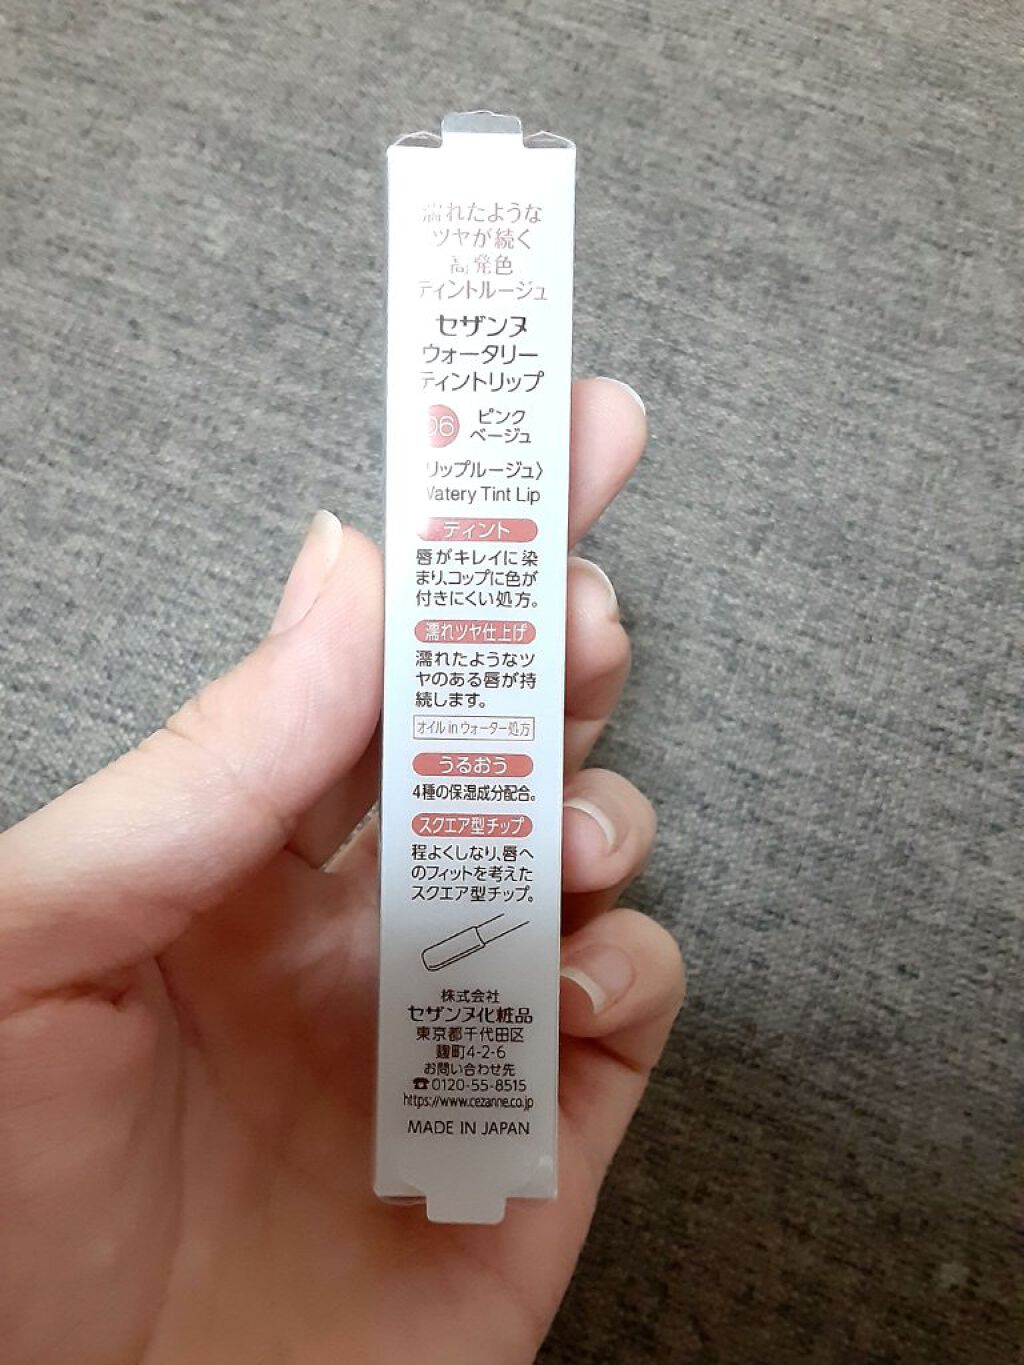 濡れたような
ツヤが続く
高発色
ティントルージュ
セザンヌ
ウォータリー
ティントリップ
06 ピンク
ベージュ
リップルージュ〉
Watery Tint Lip
ティント
唇がキレイに染
まり、コップに色が
付きにくい処方。
濡れツヤ仕上げ
濡れたようなツ
ヤのある唇が持
続します。
オイル in ウォーター処方
うるおう
4種の保湿成分配合。
スクエア型チップ
程よくしなり、唇へ
のフィットを考えた
スクエア型チップ。
株式会社
セザンヌ化粧品
東京都千代田区
麹町4-2-6
お問い合わせ先
☎0120-55-8515
https://www.cezanne.co.jp
MADE IN JAPAN